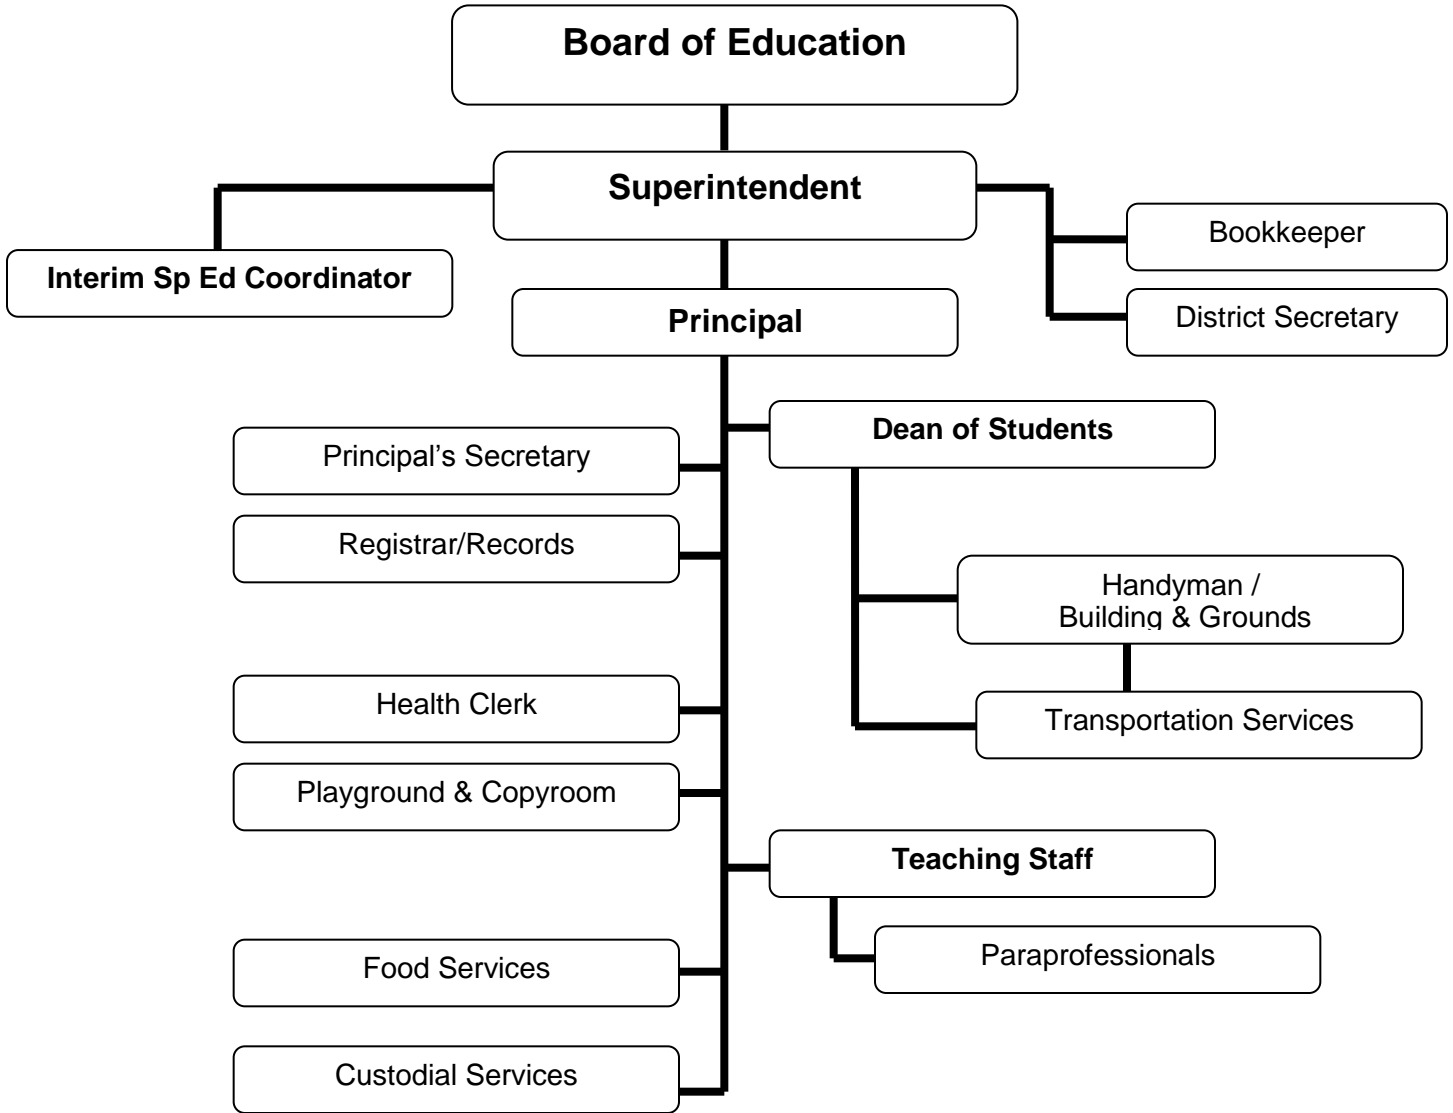 Board of Education
Superintendent
Interim Sp Ed Coordinator
Bookkeeper
District Secretary
Principal
Dean of Students
Principal’s Secretary
Registrar/Records
Handyman /
Building & Grounds
Health Clerk
Transportation Services
Playground & Copyroom
Teaching Staff
Food Services
Paraprofessionals
Custodial Services